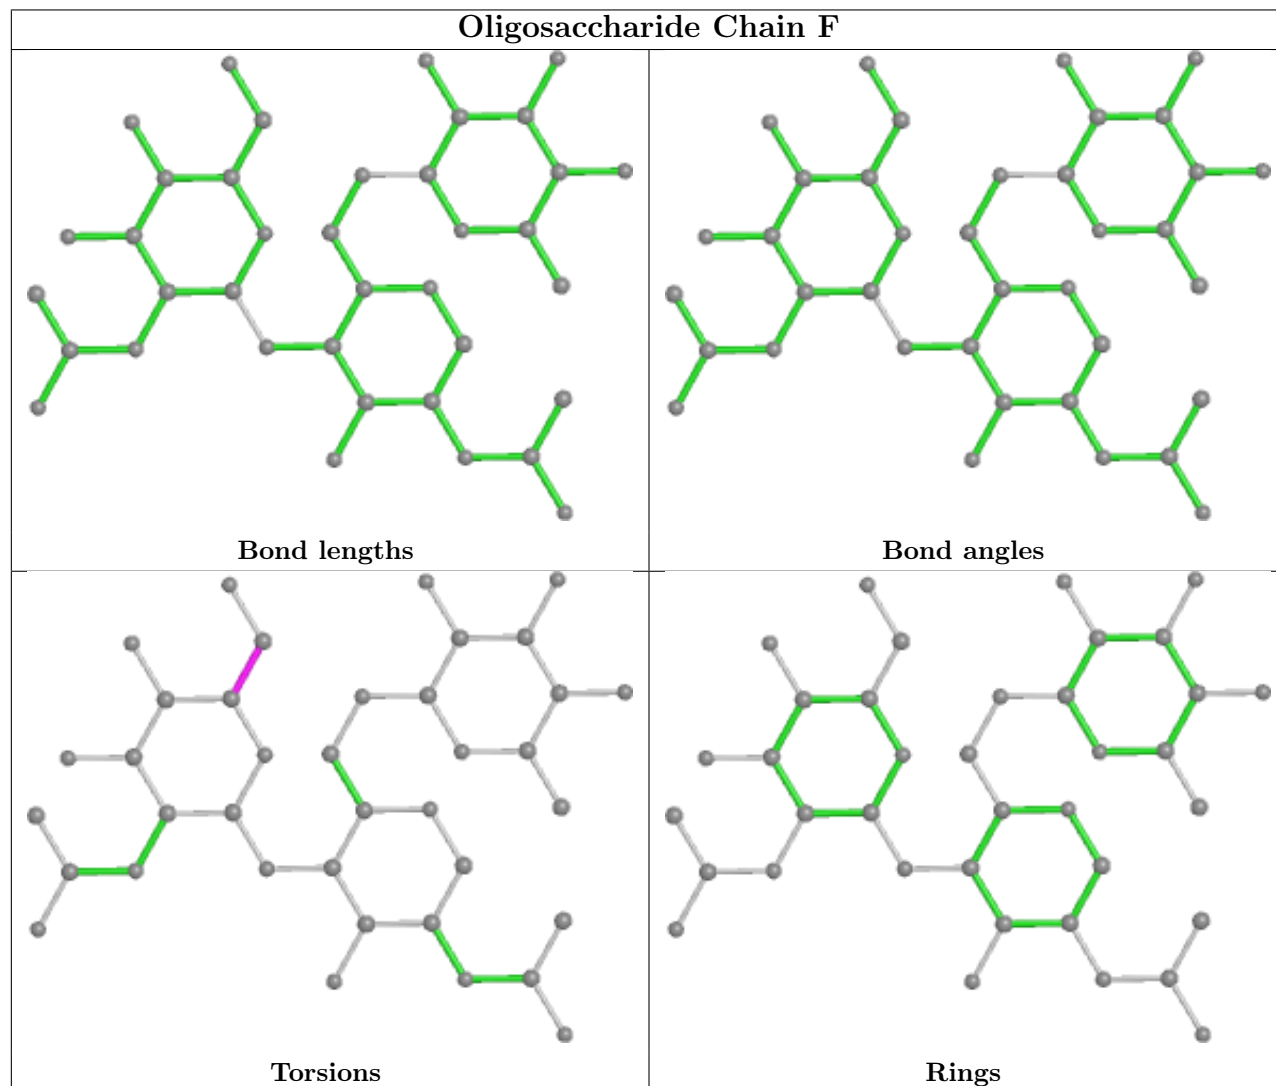 Oligosaccharide Chain F
Bond lengths
Bond angles
Torsions
Rings